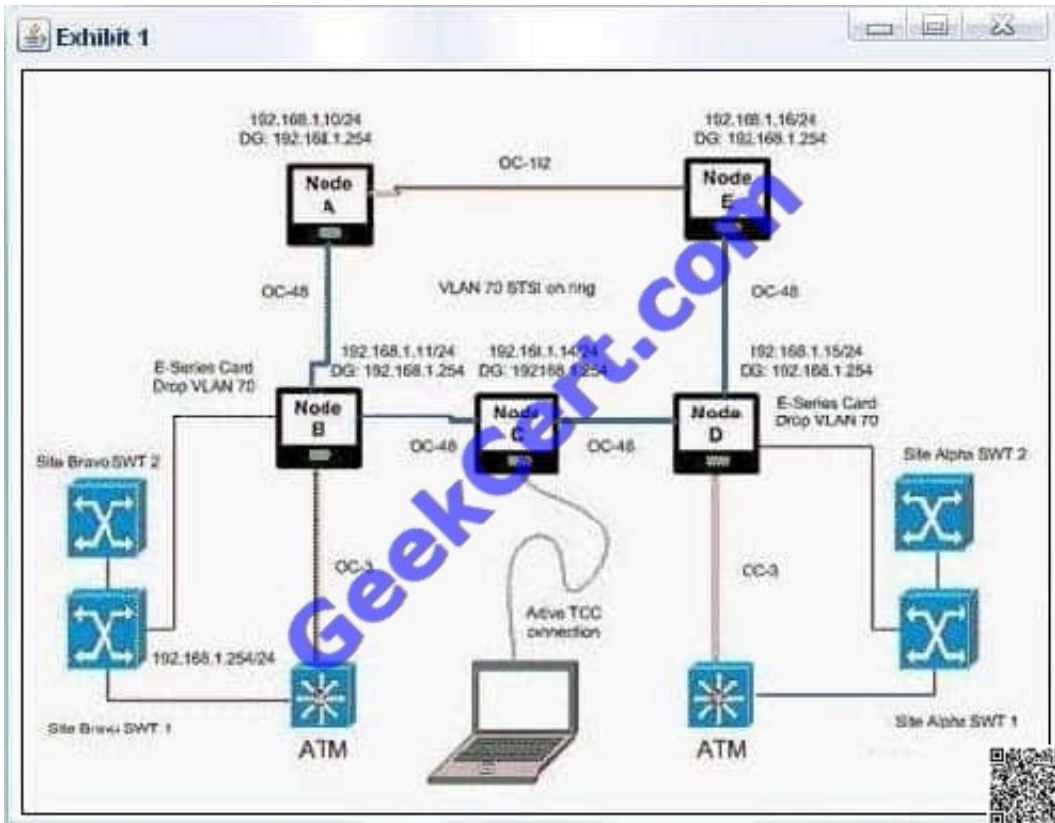 Exhibit 1
192.168.1.10/24
DG: 192.168.1.254
192.168.1.16/24
DG: 192.168.1.254
OC-192
Node
A
Node
E
OC-48
VLAN 70 STSI on ring
OC-48
E-Series Card
Drop VLAN 70
192.168.1.11/24
DG: 192.168.1.254
192.161.1.14/24
DG: 192168.1.254
192.168.1.15/24
DG: 192.168.1.254
E-Series Card
Drop VLAN 70
Node
B
Node
C
Node
D
OC-48
OC-48
Site Bravo SWT 2
Site Alpha SWT 2
OC-3
OC-3
Active TCC
connection
192.168.1.254/24
Site Bravo SWT 1
Site Alpha SWT 1
ATM
ATM
GeekCert.com